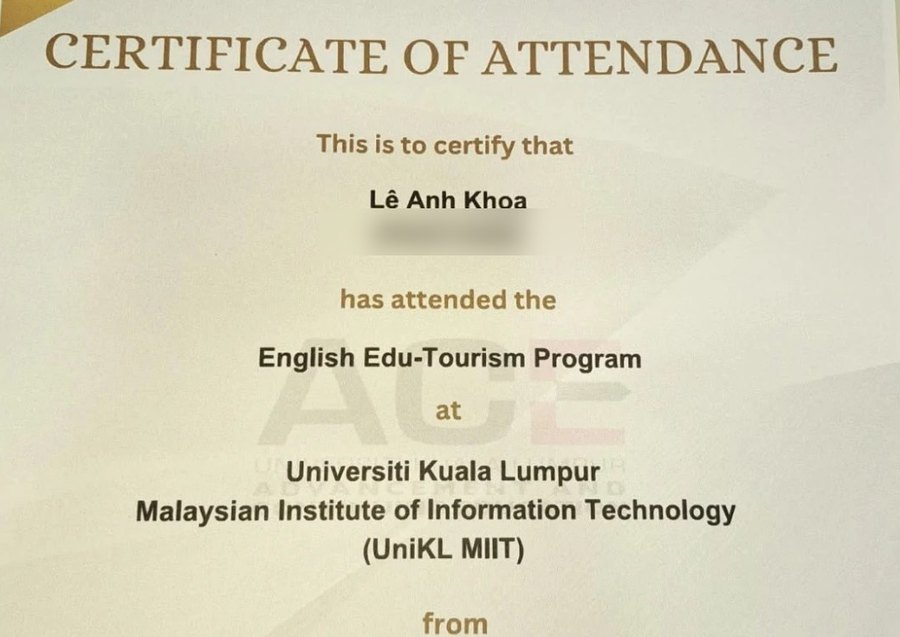 CERTIFICATE OF ATTENDANCE
This is to certify that
Lê Anh Khoa
has attended the
English Edu-Tourism Program
at
ACE
Universiti Kuala Lumpur
Malaysian Institute of Information Technology
(UniKL MIIT)
from